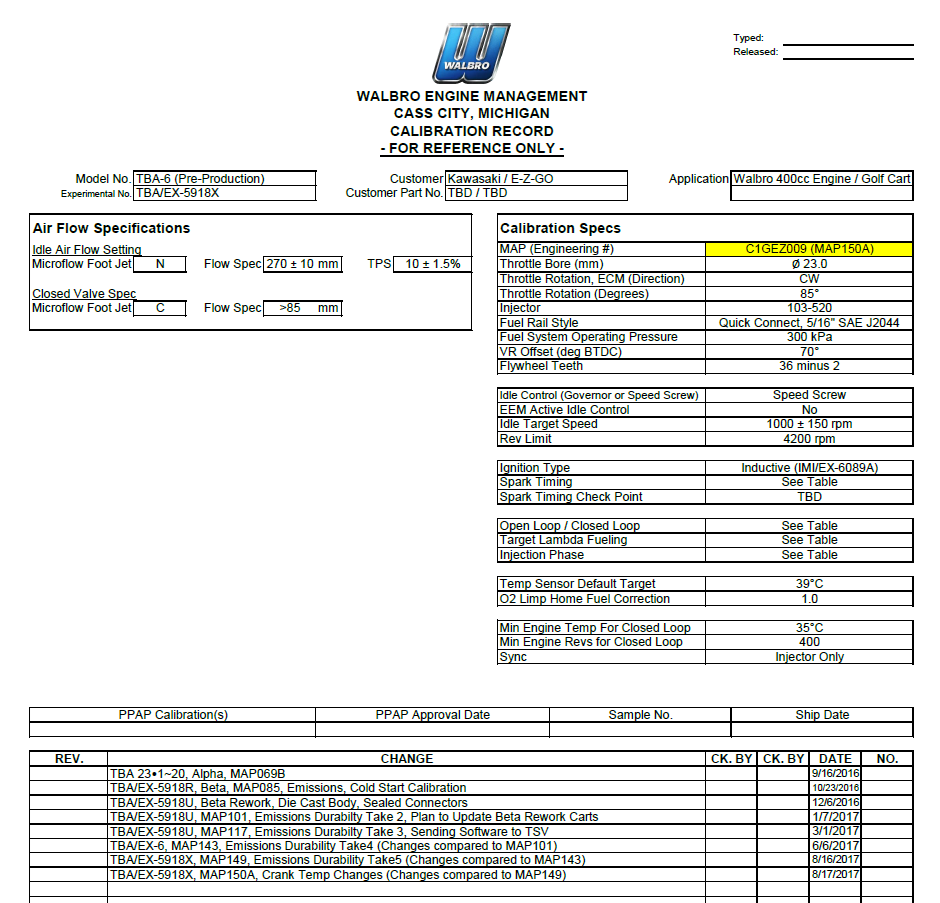 WALBRO
Typed:
Released:
WALBRO ENGINE MANAGEMENT
CASS CITY, MICHIGAN
CALIBRATION RECORD
- FOR REFERENCE ONLY -
Model No. TBA-6 (Pre-Production) Customer Kawasaki / E-Z-GO Application Walbro 400cc Engine / Golf Cart
Experimental No. TBA/EX-5918X Customer Part No. TBD / TBD
Air Flow Specifications
Idle Air Flow Setting
Microflow Foot Jet N Flow Spec 270 ± 10 mm TPS 10 ± 1.5%
Closed Valve Spec
Microflow Foot Jet C Flow Spec >85 mm
Calibration Specs
MAP (Engineering #) C1GEZ009 (MAP150A)
Throttle Bore (mm) Ø 23.0
Throttle Rotation, ECM (Direction) CW
Throttle Rotation (Degrees) 85°
Injector 103-520
Fuel Rail Style Quick Connect, 5/16" SAE J2044
Fuel System Operating Pressure 300 kPa
VR Offset (deg BTDC) 70°
Flywheel Teeth 36 minus 2
Idle Control (Governor or Speed Screw) Speed Screw
EEM Active Idle Control No
Idle Target Speed 1000 ± 150 rpm
Rev Limit 4200 rpm
Ignition Type Inductive (IMI/EX-6089A)
Spark Timing See Table
Spark Timing Check Point TBD
Open Loop / Closed Loop See Table
Target Lambda Fueling See Table
Injection Phase See Table
Temp Sensor Default Target 39°C
O2 Limp Home Fuel Correction 1.0
Min Engine Temp For Closed Loop 35°C
Min Engine Revs for Closed Loop 400
Sync Injector Only
PPAP Calibration(s) PPAP Approval Date Sample No. Ship Date
REV. CHANGE CK. BY CK. BY DATE NO.
TBA 23•1~20, Alpha, MAP069B 9/16/2016
TBA/EX-5918R, Beta, MAP085, Emissions, Cold Start Calibration 10/23/2016
TBA/EX-5918U, Beta Rework, Die Cast Body, Sealed Connectors 12/6/2016
TBA/EX-5918U, MAP101, Emissions Durabilty Take 2, Plan to Update Beta Rework Carts 1/7/2017
TBA/EX-5918U, MAP117, Emissions Durabilty Take 3, Sending Software to TSV 3/1/2017
TBA/EX-6, MAP143, Emissions Durability Take4 (Changes compared to MAP101) 6/6/2017
TBA/EX-5918X, MAP149, Emissions Durability Take5 (Changes compared to MAP143) 8/16/2017
TBA/EX-5918X, MAP150A, Crank Temp Changes (Changes compared to MAP149) 8/17/2017